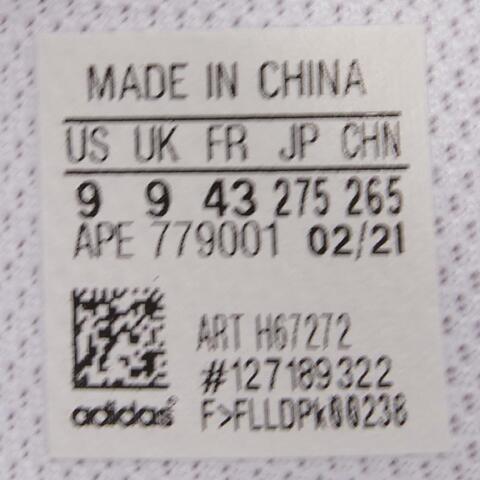 MADE IN CHINA
US UK FR JP CHN
9 9 43 275 265
APE 779001 02/21
ART H67272
#127189322
adidas® F>FLLDPk00238